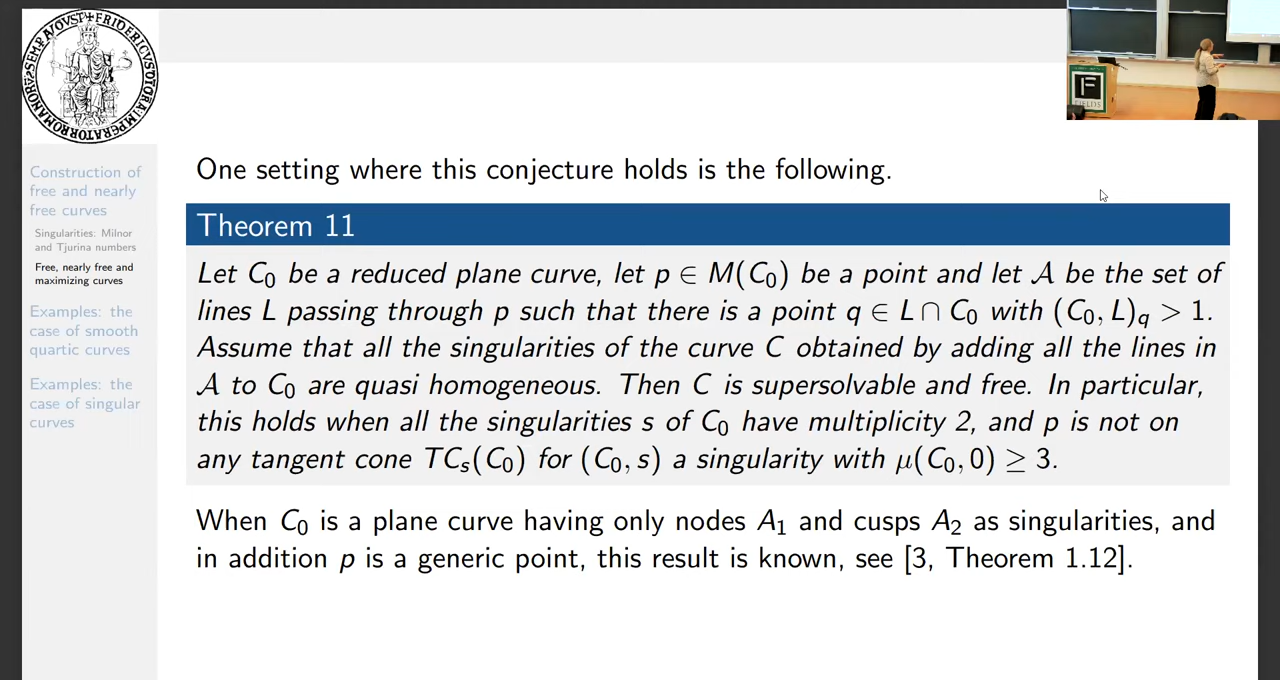 Construction of
free and nearly
free curves
Singularities: Milnor
and Tjurina numbers
Free, nearly free and
maximizing curves
Examples: the
case of smooth
quartic curves
Examples: the
case of singular
curves
One setting where this conjecture holds is the following.
Theorem 11
Let C₀ be a reduced plane curve, let p ∈ M(C₀) be a point and let 𝒜 be the set of
lines L passing through p such that there is a point q ∈ L ∩ C₀ with (C₀, L)_q > 1.
Assume that all the singularities of the curve C obtained by adding all the lines in
𝒜 to C₀ are quasi homogeneous. Then C is supersolvable and free. In particular,
this holds when all the singularities s of C₀ have multiplicity 2, and p is not on
any tangent cone TC_s(C₀) for (C₀, s) a singularity with μ(C₀, 0) ≥ 3.
When C₀ is a plane curve having only nodes A₁ and cusps A₂ as singularities, and
in addition p is a generic point, this result is known, see [3, Theorem 1.12].
F
FIELDS